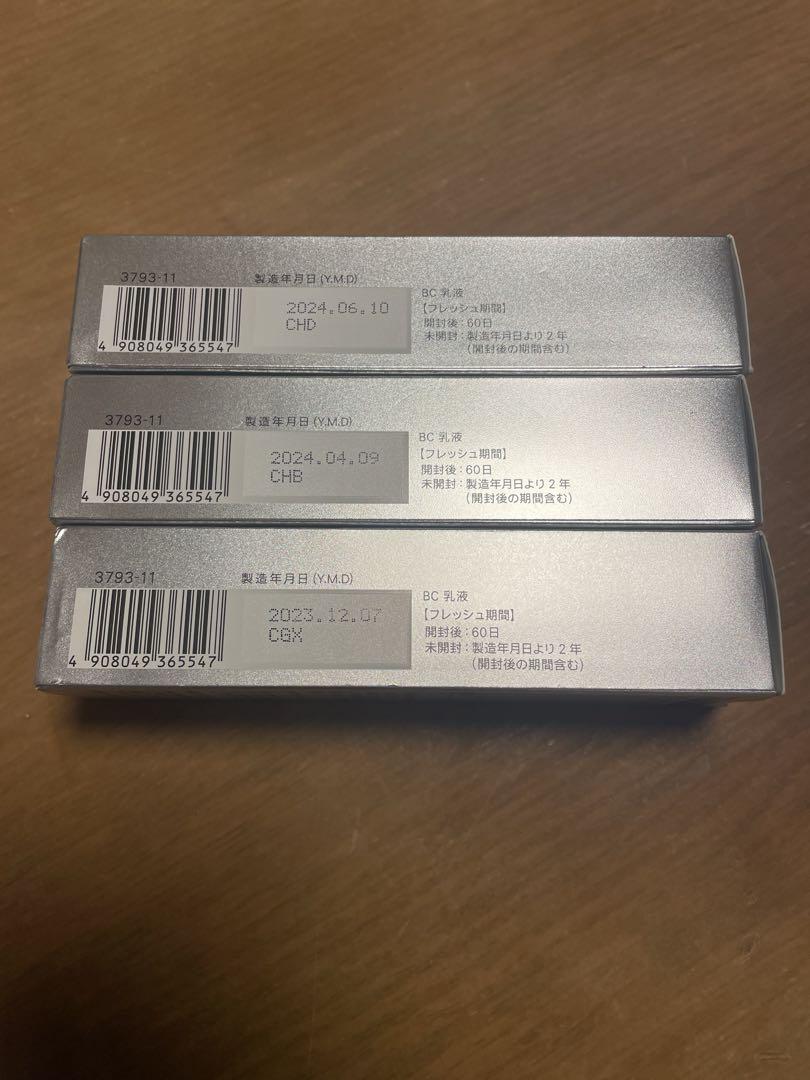 3793-11
製造年月日(Y.M.D)
2024.06.10
CHD
4 908049 365547
BC 乳液
【フレッシュ期間】
開封後:60日
未開封:製造年月日より2年
(開封後の期間含む)
3793-11
製造年月日(Y.M.D)
2024.04.09
CHB
4 908049 365547
BC 乳液
【フレッシュ期間】
開封後:60日
未開封:製造年月日より2年
(開封後の期間含む)
3793-11
製造年月日(Y.M.D)
2023.12.07
CGX
4 908049 365547
BC 乳液
【フレッシュ期間】
開封後:60日
未開封:製造年月日より2年
(開封後の期間含む)